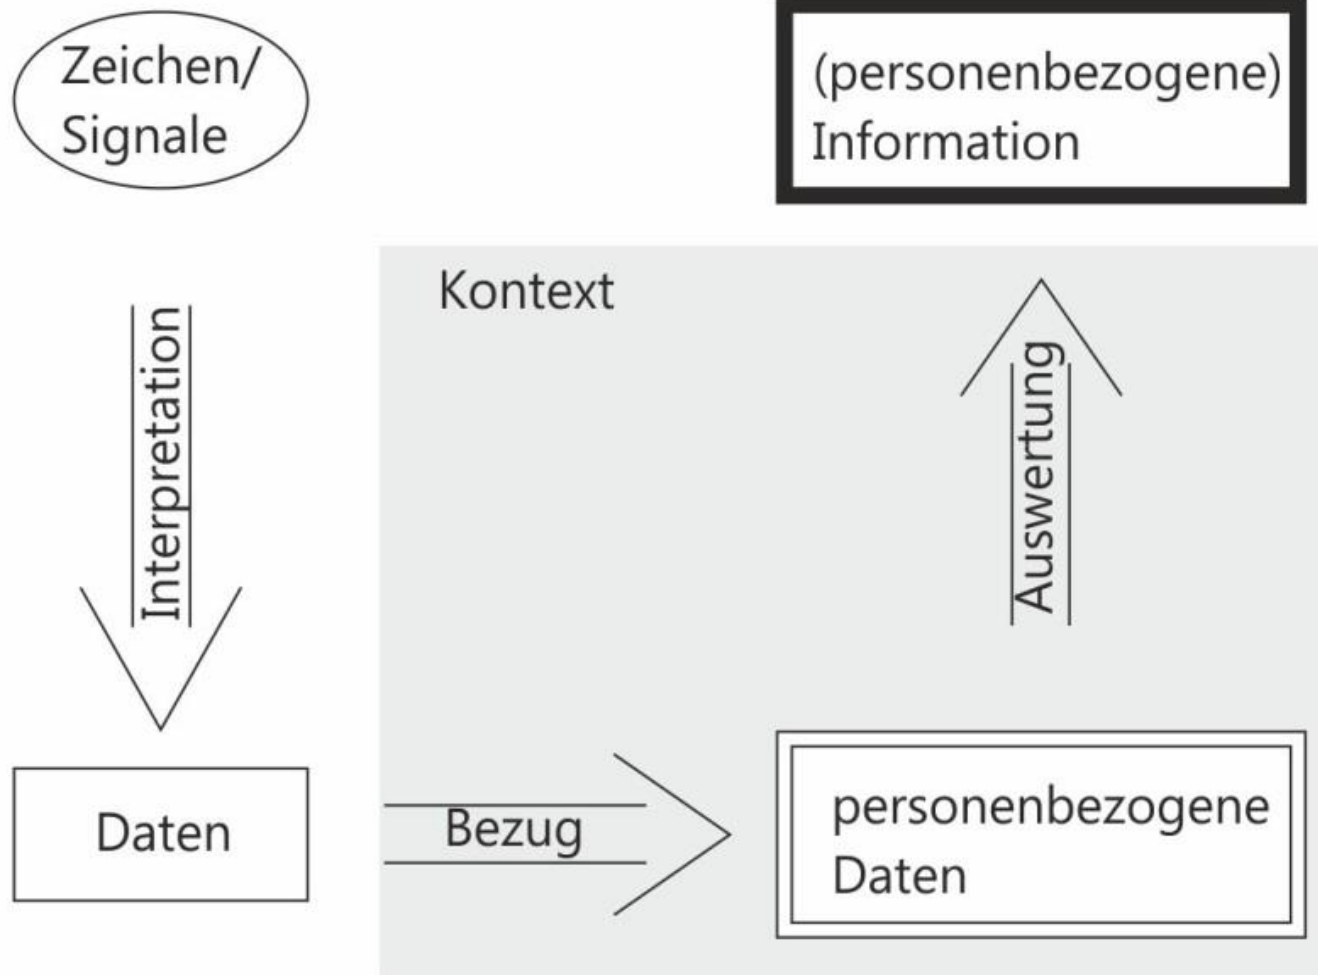 Zeichen/
Signale
(personenbezogene)
Information
Kontext
Interpretation
Auswertung
Daten
Bezug
personenbezogene
Daten